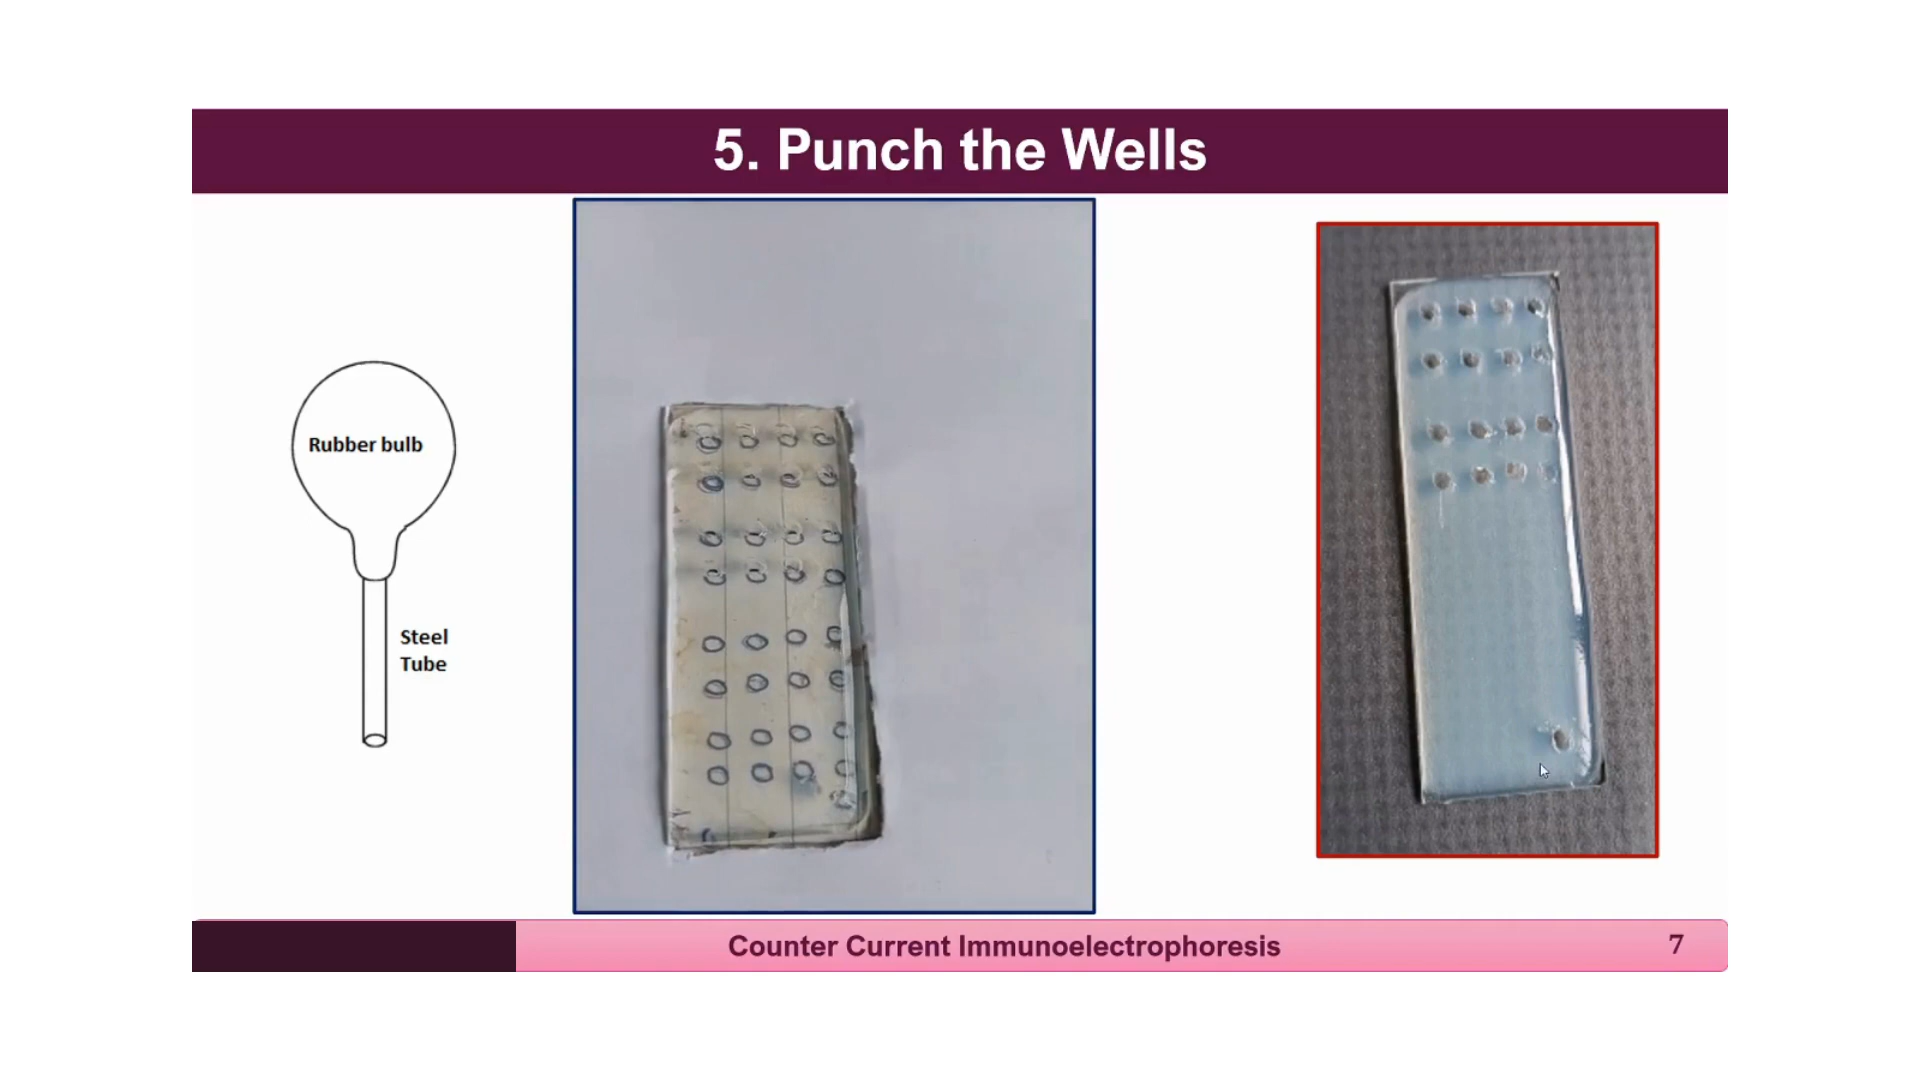 5. Punch the Wells
Rubber bulb
Steel
Tube
Counter Current Immunoelectrophoresis
7